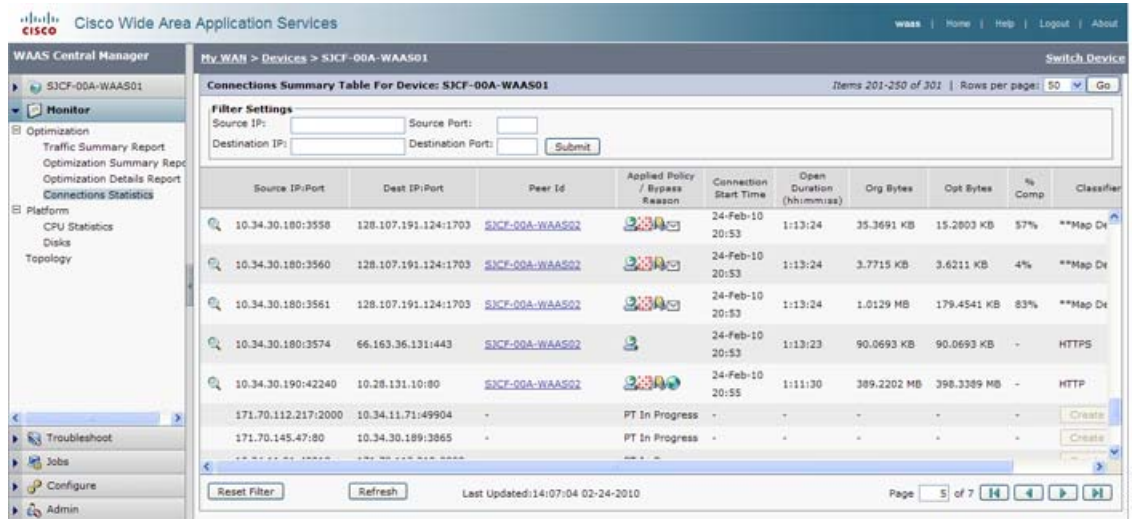 CISCO Cisco Wide Area Application Services
waas | Home | Help | Logout | About
WAAS Central Manager
My WAN > Devices > SJCF-00A-WAAS01 Switch Device
SJCF-00A-WAAS01
Monitor
Optimization
Traffic Summary Report
Optimization Summary Repo
Optimization Details Report
Connections Statistics
Platform
CPU Statistics
Disks
Topology
Troubleshoot
Jobs
Configure
Admin
Connections Summary Table For Device: SJCF-00A-WAAS01 Items 201-250 of 301 | Rows per page: 50 Go
Filter Settings
Source IP: Source Port:
Destination IP: Destination Port: Submit
Source IP:Port Dest IP:Port Peer Id Applied Policy / Bypass Reason Connection Start Time Open Duration (hh:mm:ss) Org Bytes Opt Bytes % Comp Classifier
10.34.30.180:3558 128.107.191.124:1703 SJCF-00A-WAAS02 24-Feb-10 20:53 1:13:24 35.3691 KB 15.2803 KB 57% **Map De
10.34.30.180:3560 128.107.191.124:1703 SJCF-00A-WAAS02 24-Feb-10 20:53 1:13:24 3.7715 KB 3.6211 KB 4% **Map De
10.34.30.180:3561 128.107.191.124:1703 SJCF-00A-WAAS02 24-Feb-10 20:53 1:13:24 1.0129 MB 179.4541 KB 83% **Map De
10.34.30.180:3574 66.163.36.131:443 SJCF-00A-WAAS02 24-Feb-10 20:53 1:13:23 90.0693 KB 90.0693 KB - HTTPS
10.34.30.190:42240 10.28.131.10:80 SJCF-00A-WAAS02 24-Feb-10 20:55 1:11:30 389.2202 MB 398.3389 MB - HTTP
171.70.112.217:2000 10.34.11.71:49904 - PT In Progress - - - - - Create
171.70.145.47:80 10.34.30.189:3865 - PT In Progress - - - - - Create
Reset Filter Refresh Last Updated:14:07:04 02-24-2010 Page 5 of 7